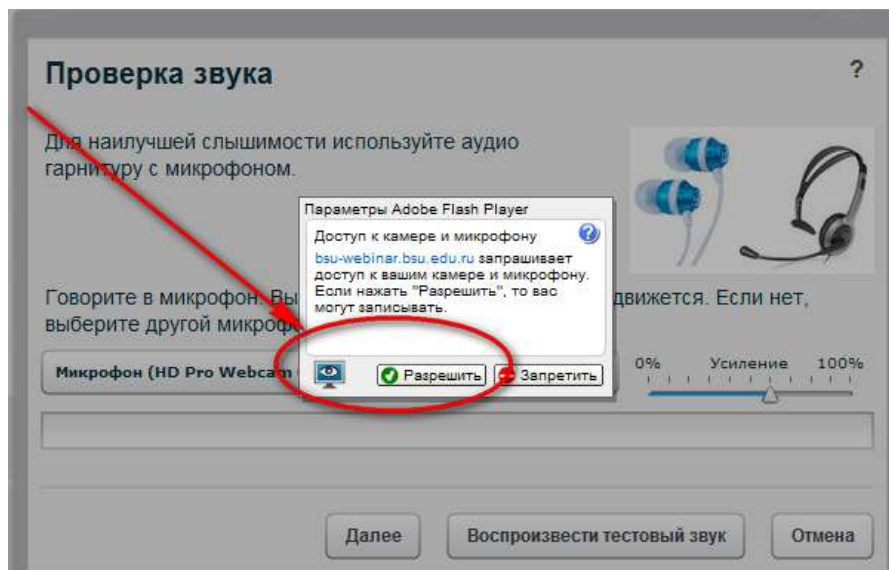 Проверка звука
?
Для наилучшей слышимости используйте аудио
гарнитуру с микрофоном.
Параметры Adobe Flash Player
Доступ к камере и микрофону
bsu-webinar.bsu.edu.ru запрашивает
доступ к вашим камере и микрофону.
Если нажать "Разрешить", то вас
могут записывать.
Разрешить
Запретить
Говорите в микрофон. Вы движется. Если нет,
выберите другой
Микрофон (HD Pro Webcam
0% Усиление 100%
Далее
Воспроизвести тестовый звук
Отмена